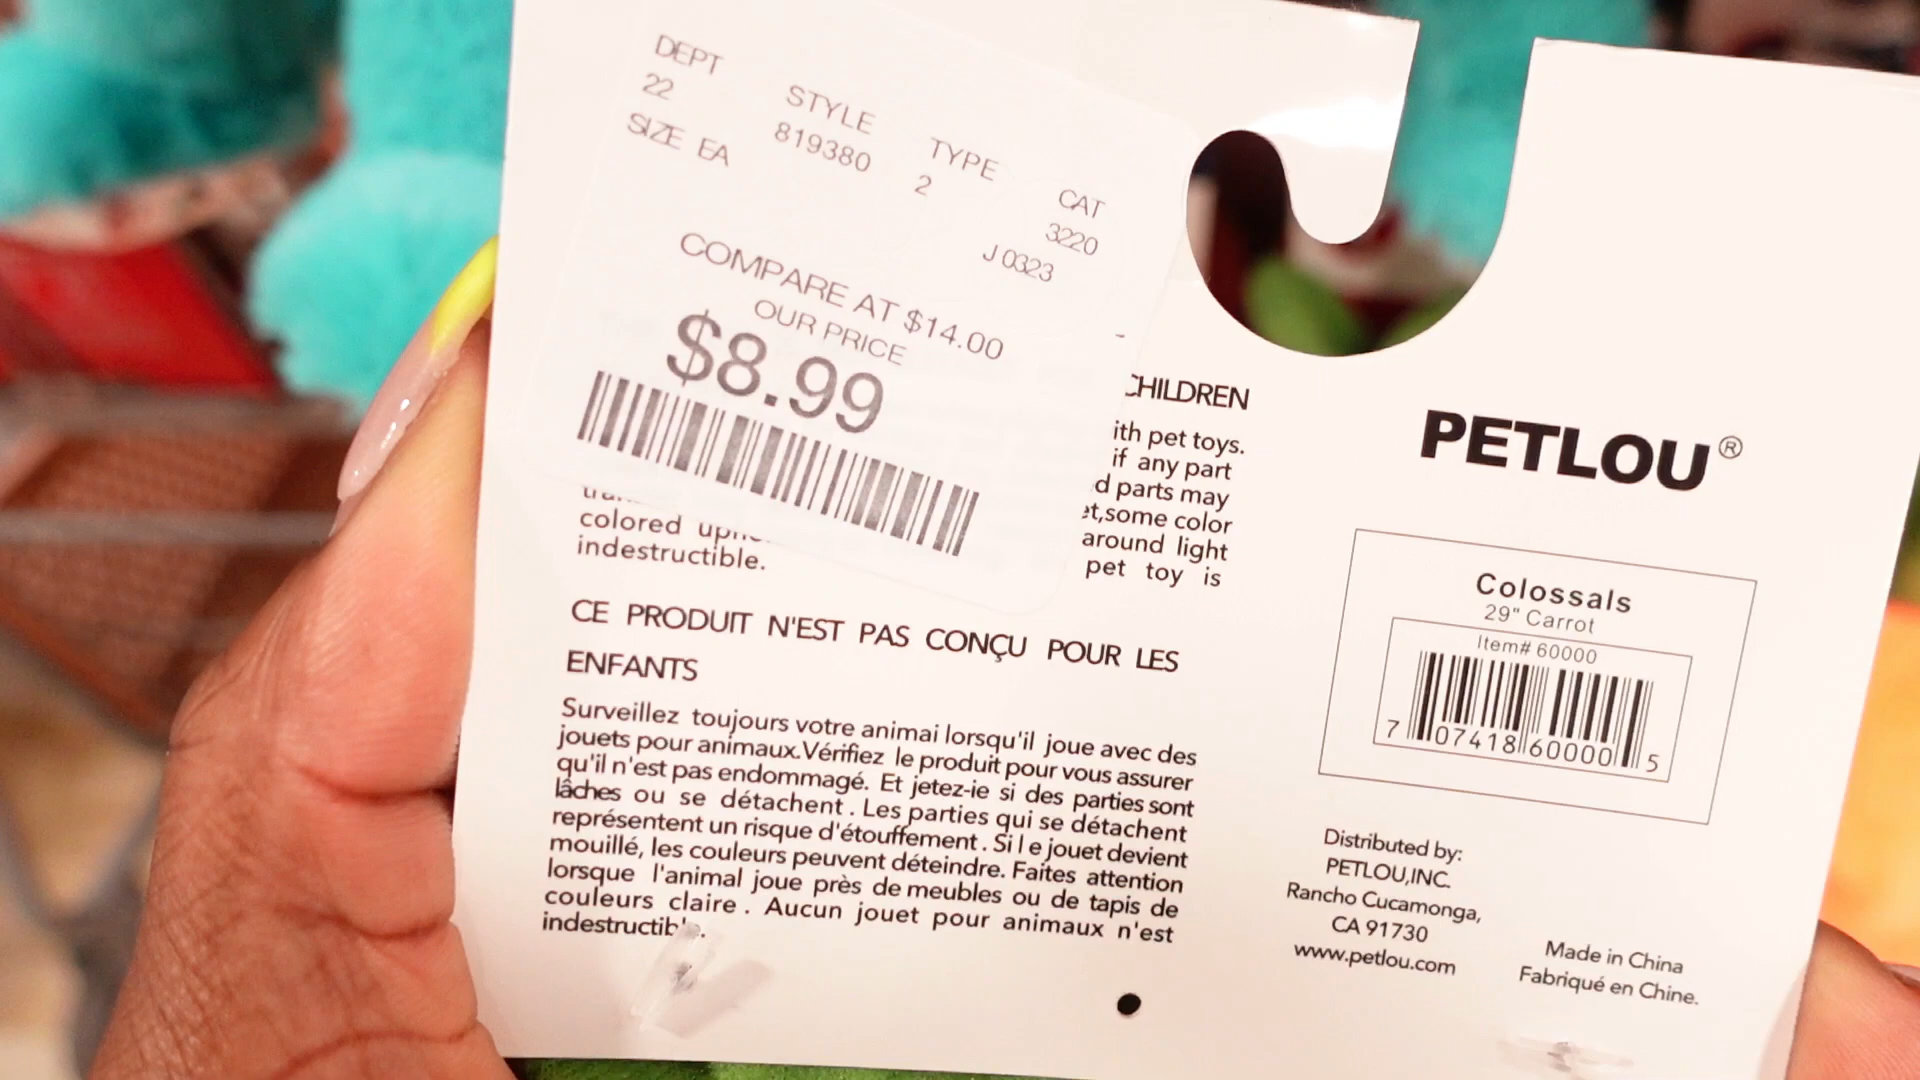 DEPT STYLE TYPE CAT
22 819380 2 3220
SIZE EA J 0323
COMPARE AT $14.00
OUR PRICE
$8.99
CHILDREN
ith pet toys.
if any part
d parts may
et,some color
around light
colored
pet toy is
indestructible.
CE PRODUIT N'EST PAS CONÇU POUR LES
ENFANTS
Surveillez toujours votre animai lorsqu'il joue avec des
jouets pour animaux.Vérifiez le produit pour vous assurer
qu'il n'est pas endommagé. Et jetez-ie si des parties sont
lâches ou se détachent . Les parties qui se détachent
représentent un risque d'étouffement . Si l e jouet devient
mouillé, les couleurs peuvent déteindre. Faites attention
lorsque l'animal joue près de meubles ou de tapis de
couleurs claire . Aucun jouet pour animaux n'est
indestructible.
PETLOU®
Colossals
29" Carrot
Item# 60000
7 07418 60000 5
Distributed by:
PETLOU,INC.
Rancho Cucamonga,
CA 91730
www.petlou.com
Made in China
Fabriqué en Chine.